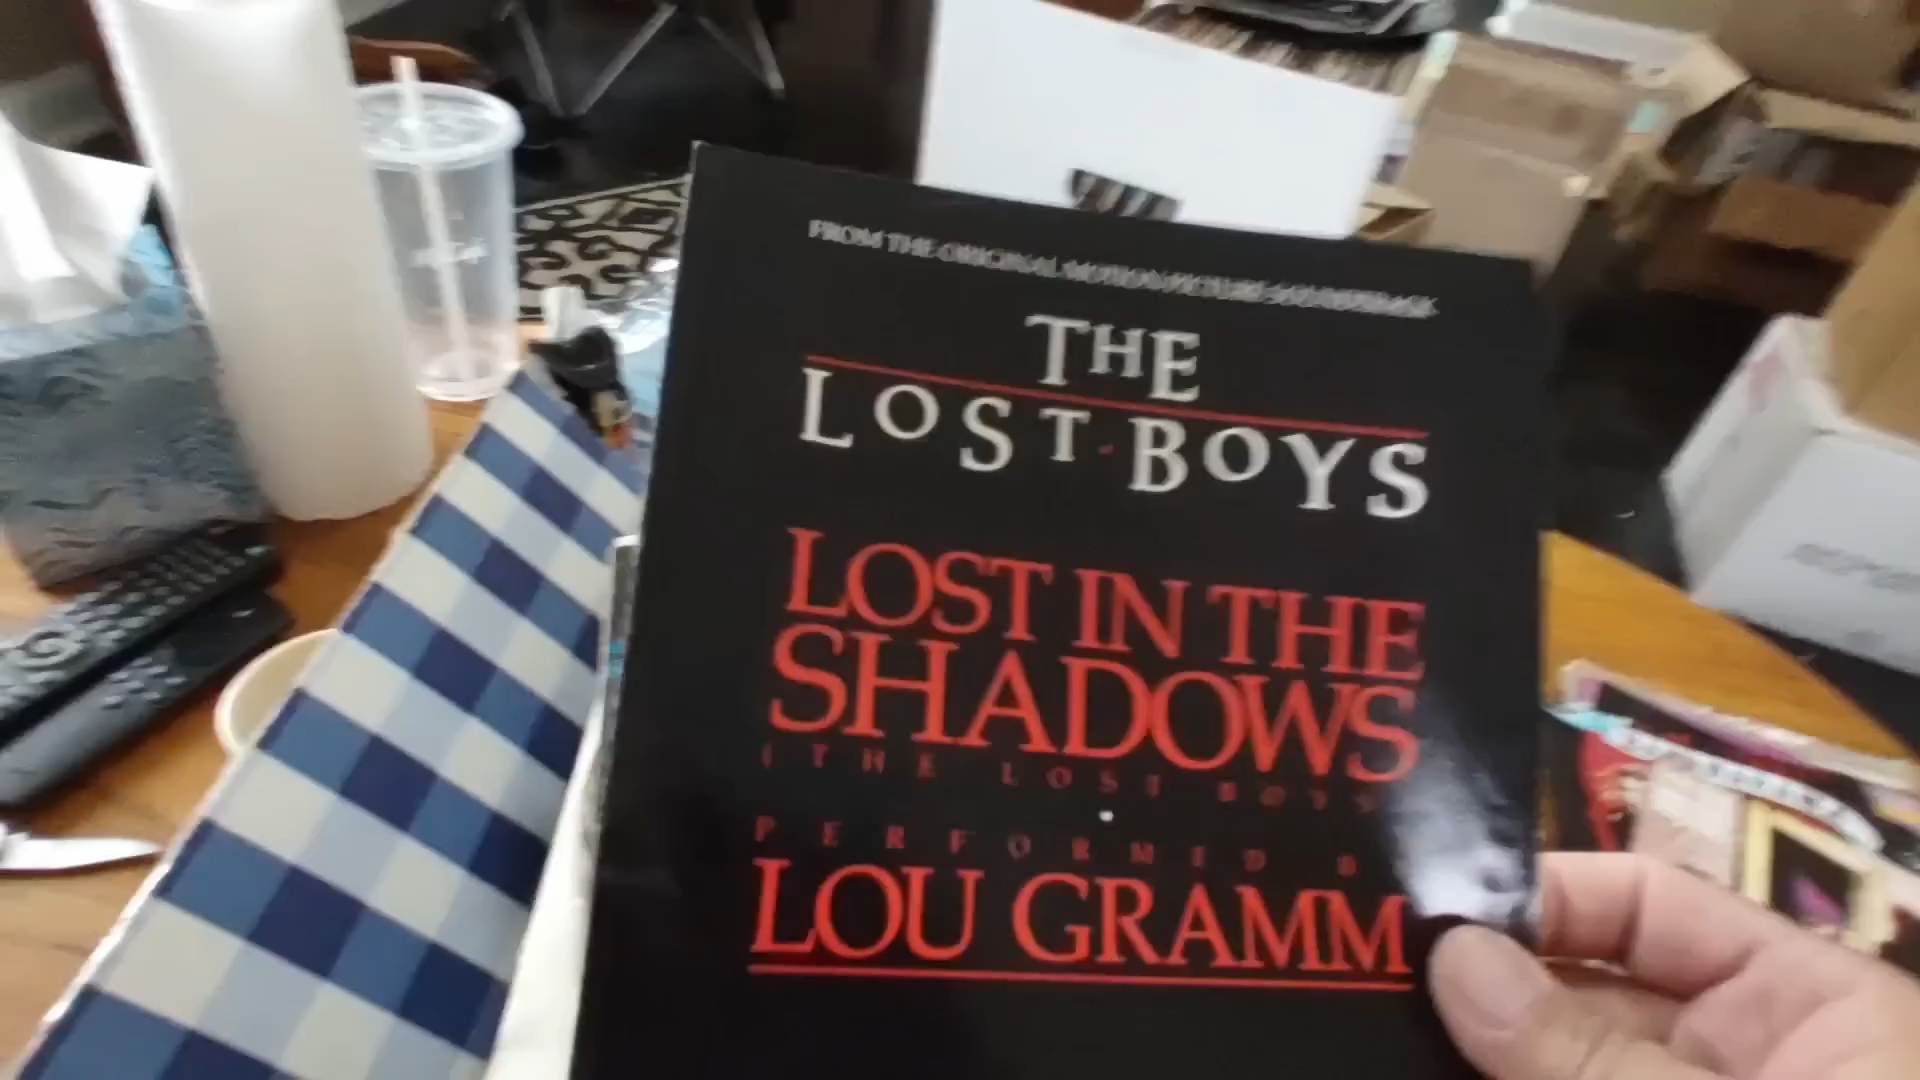 FROM THE ORIGINAL MOTION PICTURE SOUNDTRACK
THE
LOST BOYS
LOST IN THE
SHADOWS
(THE LOST BOYS
PERFORMED B
LOU GRAMM